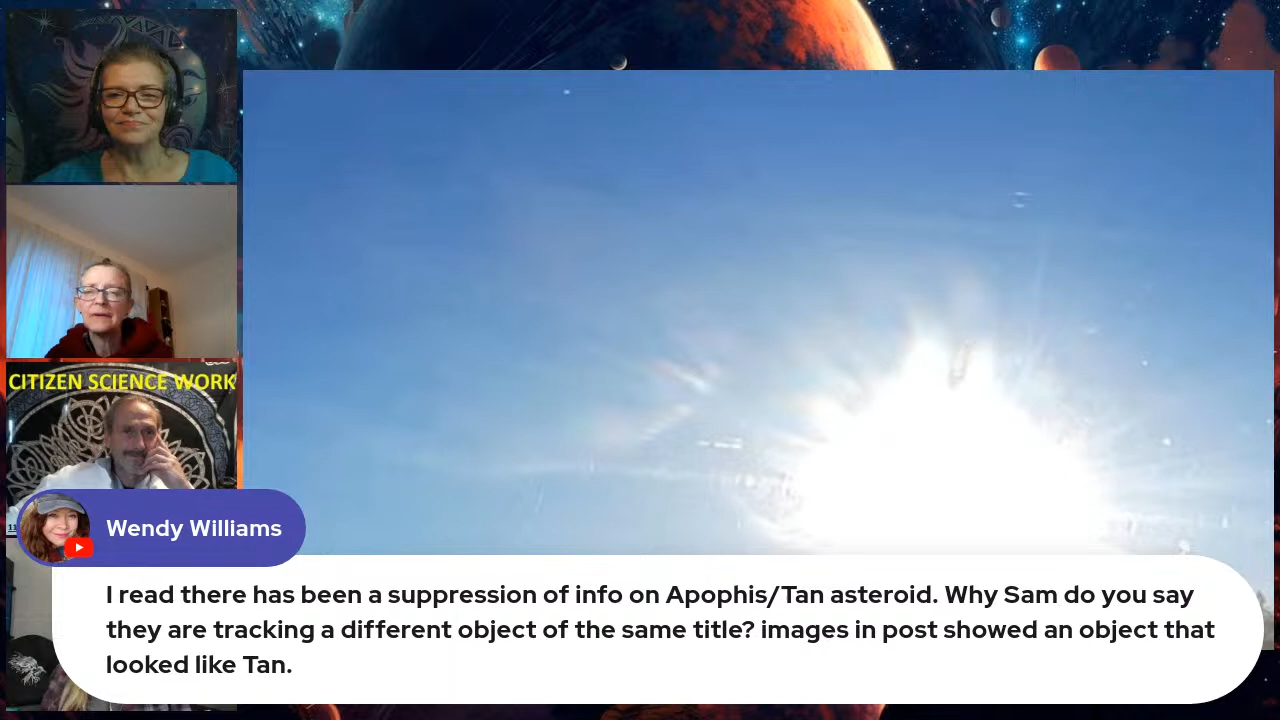 CITIZEN SCIENCE WORK
Wendy Williams
I read there has been a suppression of info on Apophis/Tan asteroid. Why Sam do you say
they are tracking a different object of the same title? images in post showed an object that
looked like Tan.